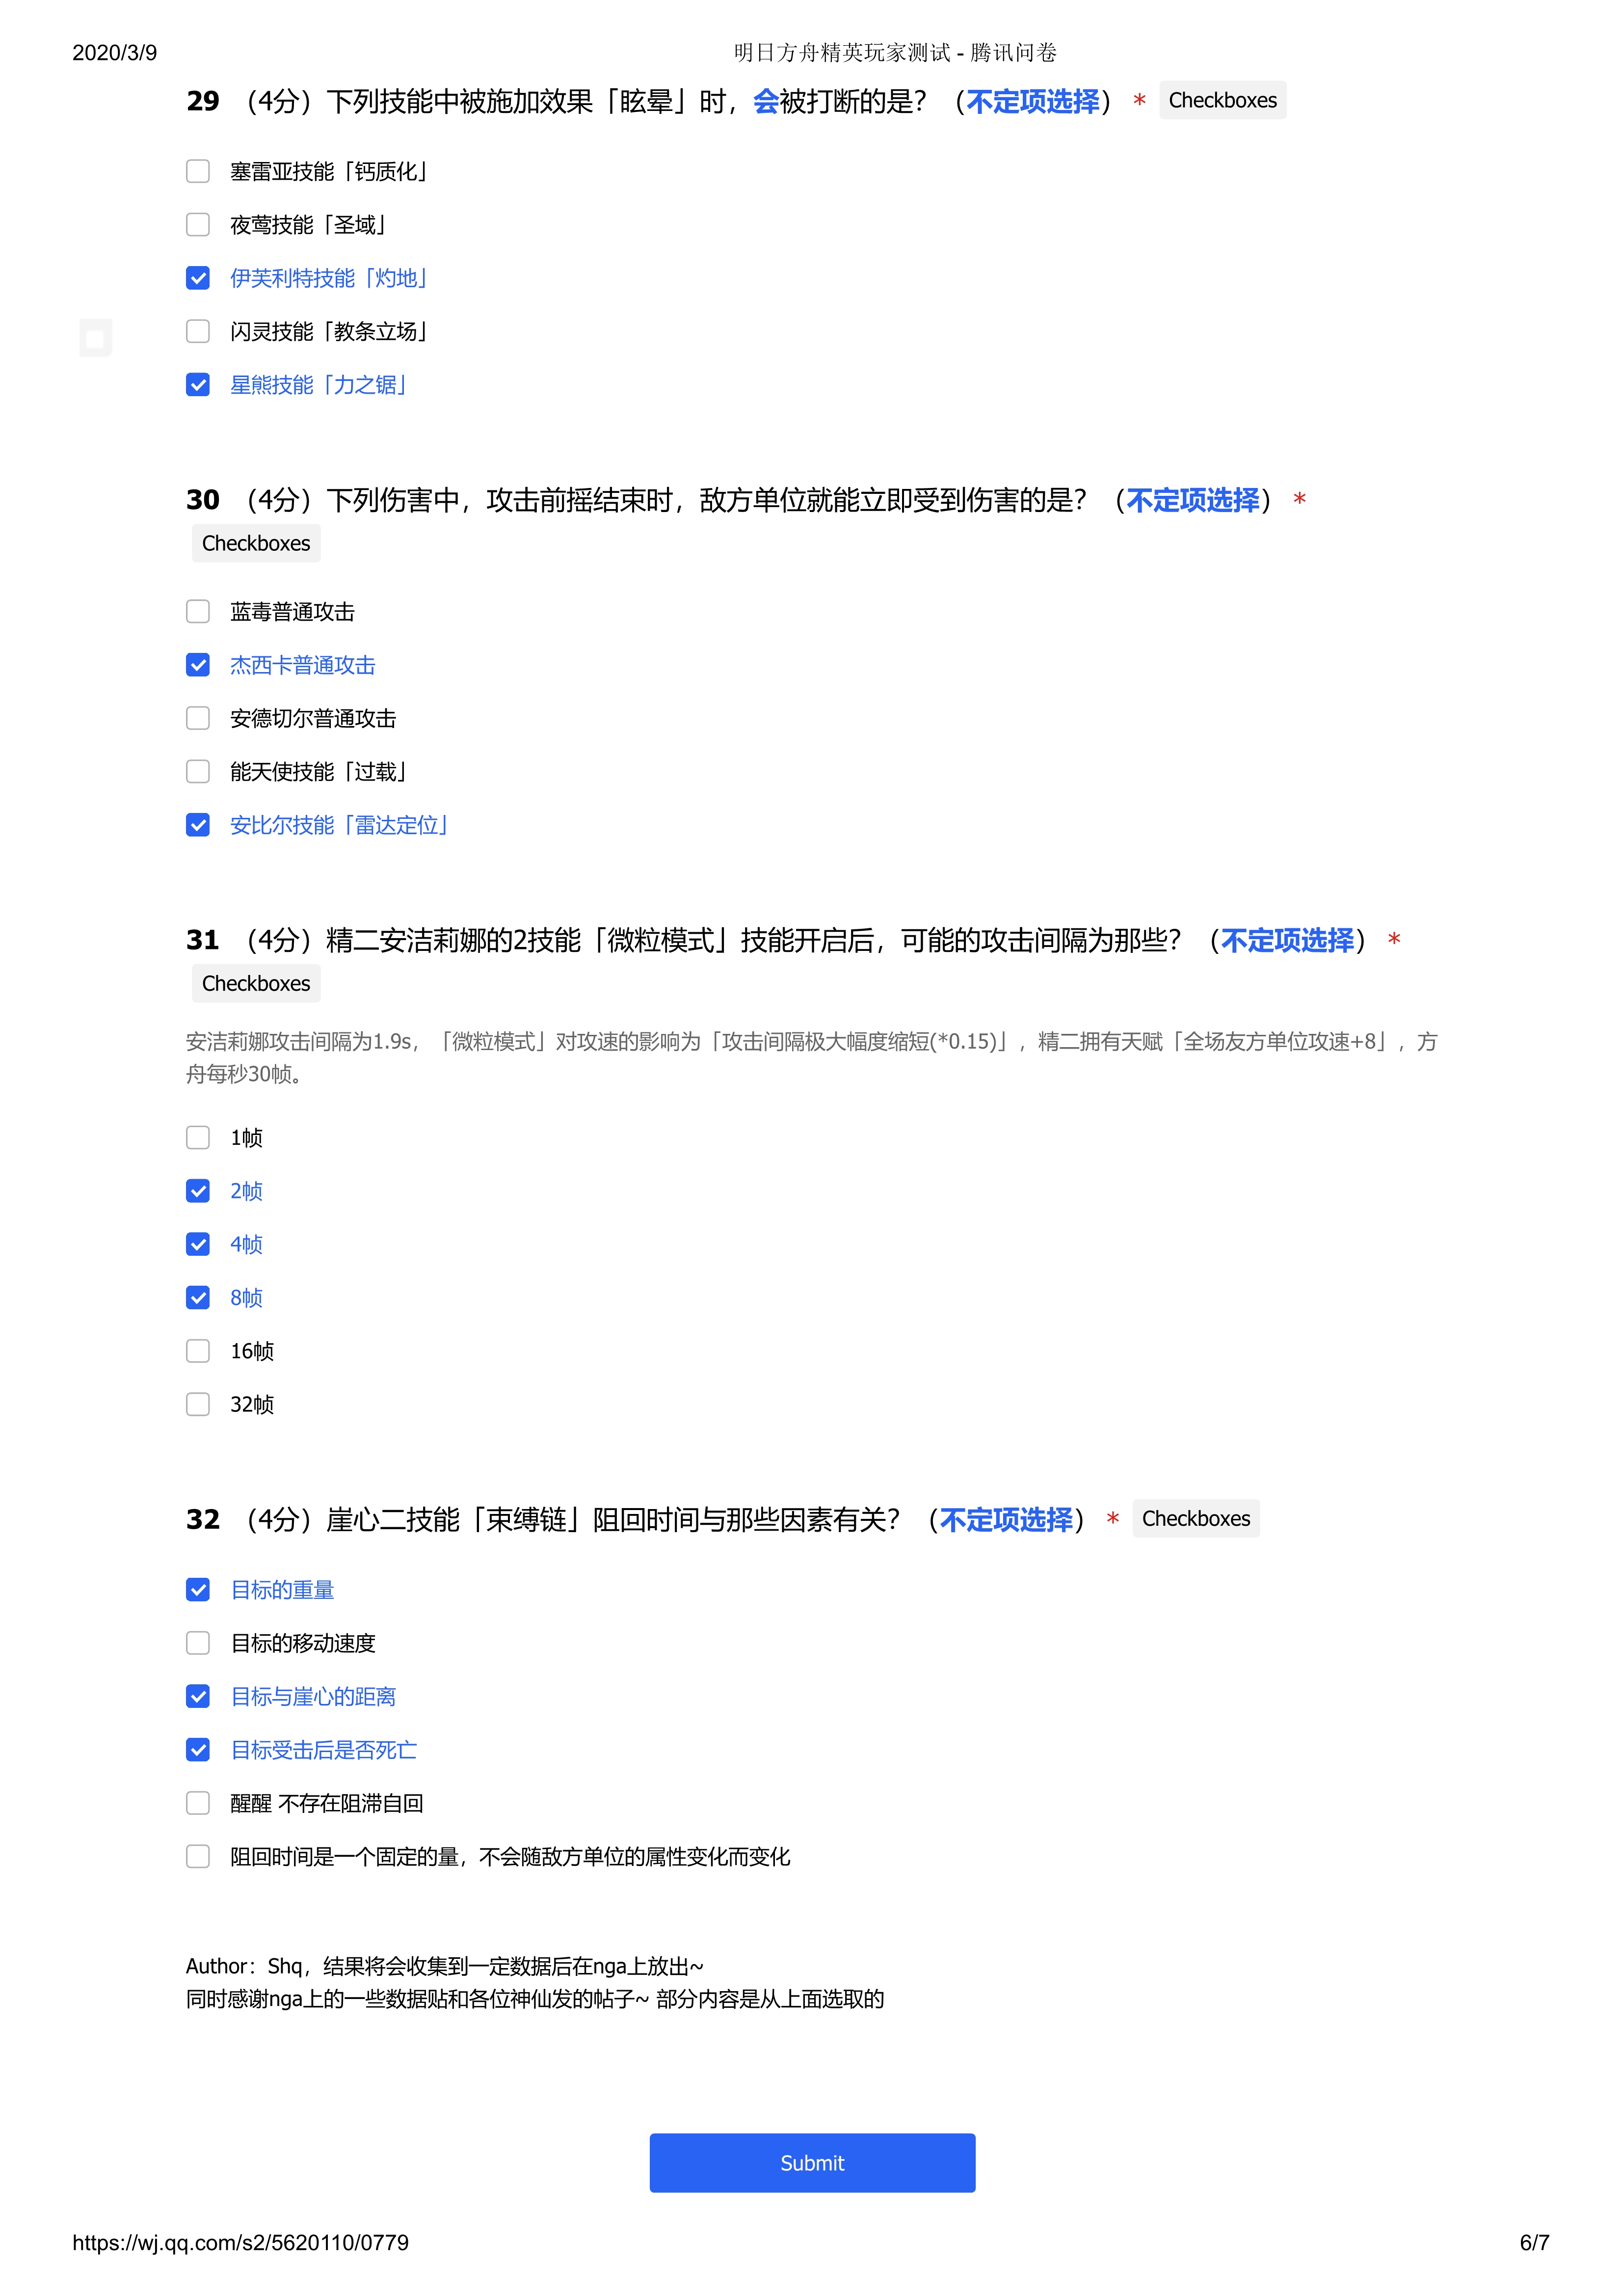 2020/3/9
明日方舟精英玩家测试 - 腾讯问卷
29 （4分）下列技能中被施加效果「眩晕」时，会被打断的是？（不定项选择） * Checkboxes
塞雷亚技能「钙质化」
夜莺技能「圣域」
伊芙利特技能「灼地」
闪灵技能「教条立场」
星熊技能「力之锯」
30 （4分）下列伤害中，攻击前摇结束时，敌方单位就能立即受到伤害的是？（不定项选择） *
Checkboxes
蓝毒普通攻击
杰西卡普通攻击
安德切尔普通攻击
能天使技能「过载」
安比尔技能「雷达定位」
31 （4分）精二安洁莉娜的2技能「微粒模式」技能开启后，可能的攻击间隔为那些？（不定项选择） *
Checkboxes
安洁莉娜攻击间隔为1.9s，「微粒模式」对攻速的影响为「攻击间隔极大幅度缩短(*0.15)」，精二拥有天赋「全场友方单位攻速+8」，方
舟每秒30帧。
1帧
2帧
4帧
8帧
16帧
32帧
32 （4分）崖心二技能「束缚链」阻回时间与那些因素有关？（不定项选择） * Checkboxes
目标的重量
目标的移动速度
目标与崖心的距离
目标受击后是否死亡
醒醒 不存在阻滞自回
阻回时间是一个固定的量，不会随敌方单位的属性变化而变化
Author：Shq，结果将会收集到一定数据后在nga上放出~
同时感谢nga上的一些数据贴和各位神仙发的帖子~ 部分内容是从上面选取的
Submit
https://wj.qq.com/s2/5620110/0779
6/7